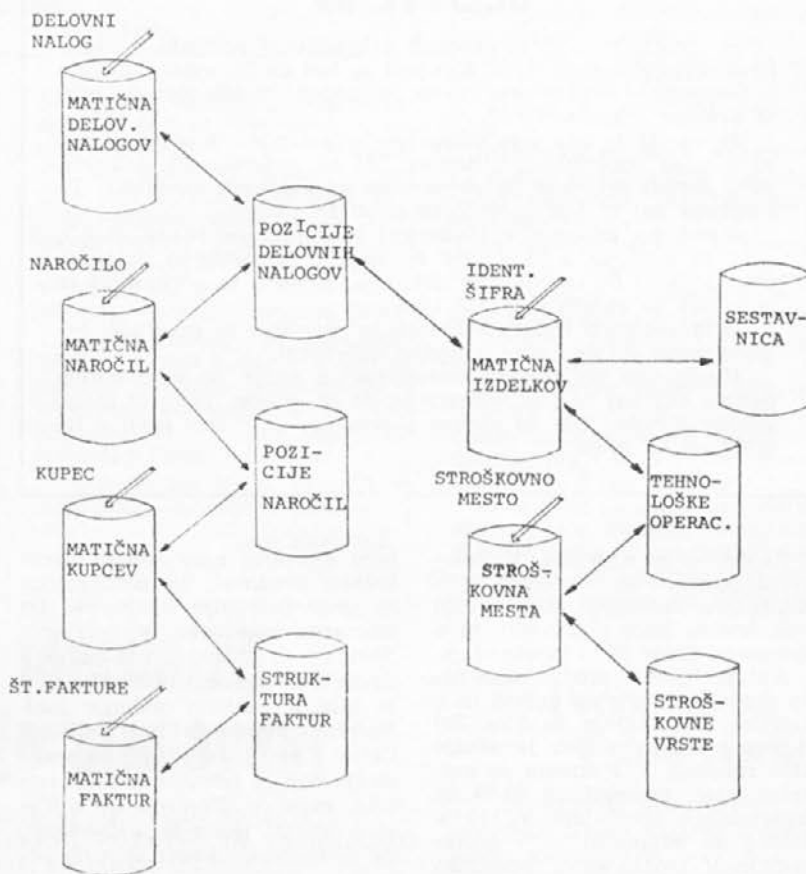 DELOVNI
NALOG
MATIČNA
DELOV.
NALOGOV
POZICIJE
DELOVNIH
NALOGOV
NAROČILO
MATIČNA
NAROČIL
IDENT.
ŠIFRA
MATIČNA
IZDELKOV
SESTAV-
NICA
KUPEC
MATIČNA
KUPCEV
POZI-
CIJE
NAROČIL
STROŠKOVNO
MESTO
STROŠ-
KOVNA
MESTA
TEHNO-
LOŠKE
OPERAC.
ŠT.FAKTURE
MATIČNA
FAKTUR
STRUK-
TURA
FAKTUR
STROŠ-
KOVNE
VRSTE